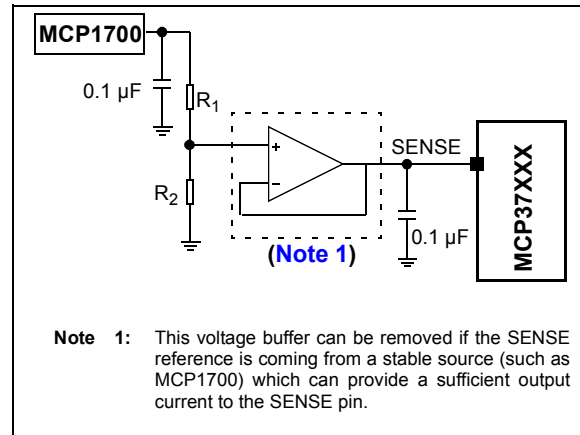 MCP1700
0.1 µF
R1
R2
+
–
SENSE
0.1 µF
MCP37XXX
(Note 1)
Note 1: This voltage buffer can be removed if the SENSE
reference is coming from a stable source (such as
MCP1700) which can provide a sufficient output
current to the SENSE pin.